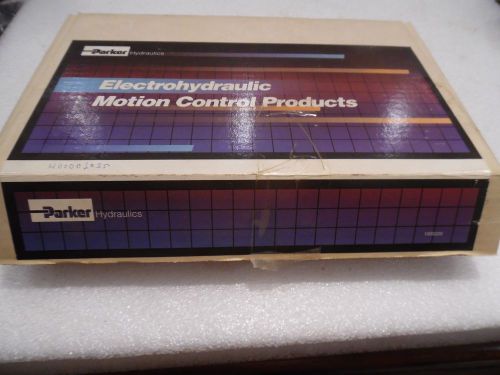 Parker Hydraulics
Electrohydraulic
Motion Control Products
Parker Hydraulics